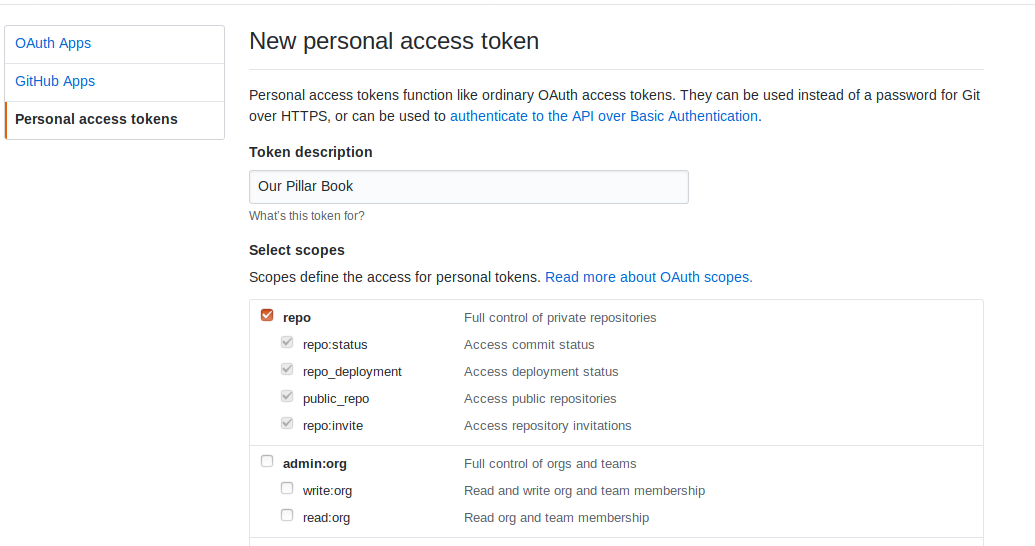 OAuth Apps
GitHub Apps
Personal access tokens
New personal access token
Personal access tokens function like ordinary OAuth access tokens. They can be used instead of a password for Git
over HTTPS, or can be used to authenticate to the API over Basic Authentication.
Token description
Our Pillar Book
What's this token for?
Select scopes
Scopes define the access for personal tokens. Read more about OAuth scopes.
repo Full control of private repositories
repo:status Access commit status
repo_deployment Access deployment status
public_repo Access public repositories
repo:invite Access repository invitations
admin:org Full control of orgs and teams
write:org Read and write org and team membership
read:org Read org and team membership